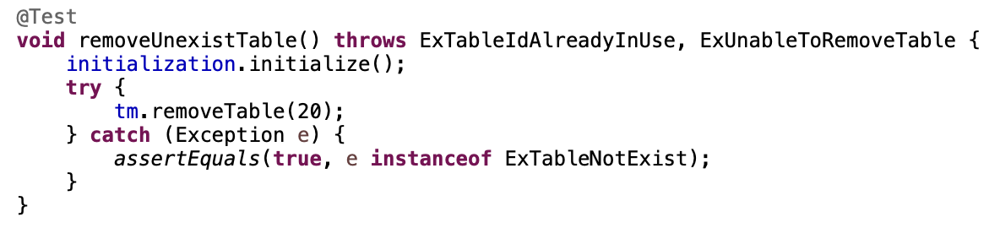 @Test
void removeUnexistTable() throws ExTableIdAlreadyInUse, ExUnableToRemoveTable {
    initialization.initialize();
    try {
        tm.removeTable(20);
    } catch (Exception e) {
        assertEquals(true, e instanceof ExTableNotExist);
    }
}